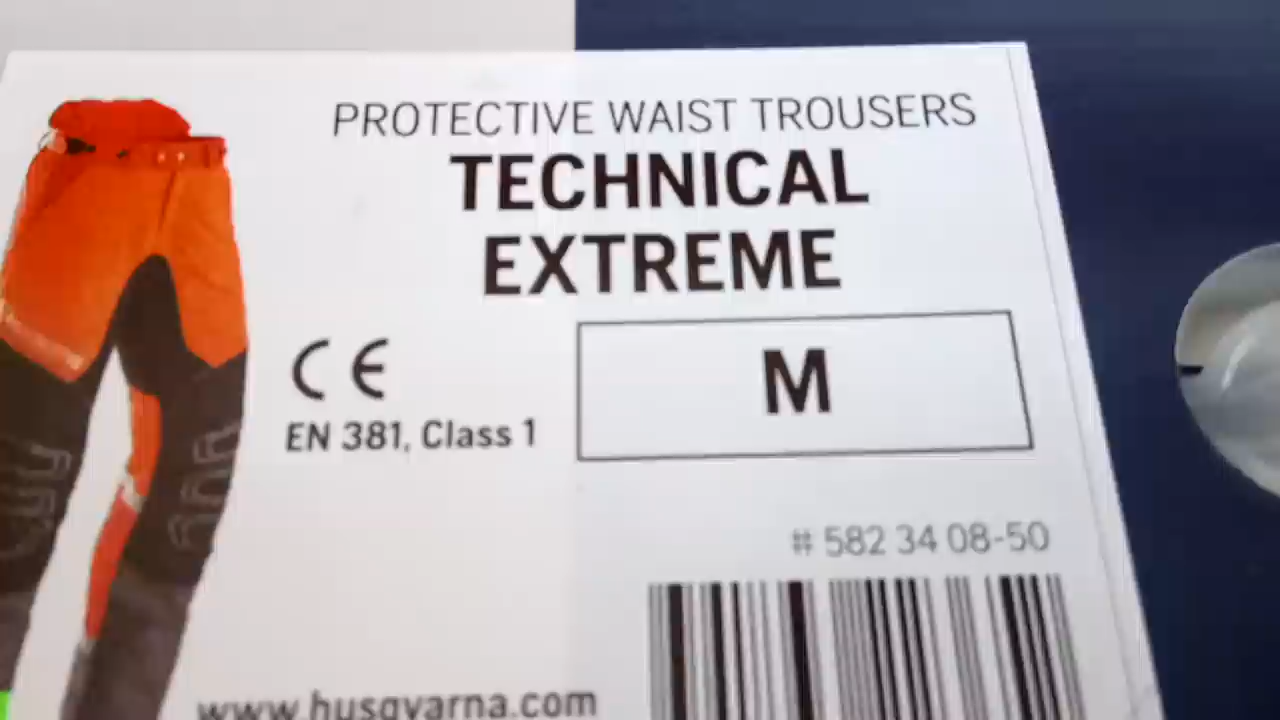 PROTECTIVE WAIST TROUSERS
TECHNICAL
EXTREME
CE
M
EN 381, Class 1
# 582 34 08-50
www.husqvarna.com